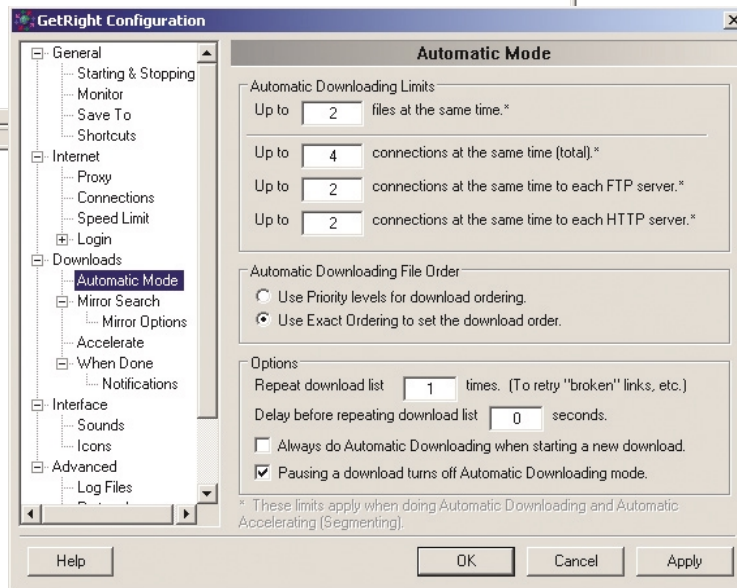 GetRight Configuration
General
Starting & Stopping
Monitor
Save To
Shortcuts
Internet
Proxy
Connections
Speed Limit
Login
Downloads
Automatic Mode
Mirror Search
Mirror Options
Accelerate
When Done
Notifications
Interface
Sounds
Icons
Advanced
Log Files
Automatic Mode
Automatic Downloading Limits
Up to 2 files at the same time.*
Up to 4 connections at the same time (total).*
Up to 2 connections at the same time to each FTP server.*
Up to 2 connections at the same time to each HTTP server.*
Automatic Downloading File Order
Use Priority levels for download ordering.
Use Exact Ordering to set the download order.
Options
Repeat download list 1 times. (To retry "broken" links, etc.)
Delay before repeating download list 0 seconds.
Always do Automatic Downloading when starting a new download.
Pausing a download turns off Automatic Downloading mode.
* These limits apply when doing Automatic Downloading and Automatic
Accelerating (Segmenting).
Help
OK
Cancel
Apply